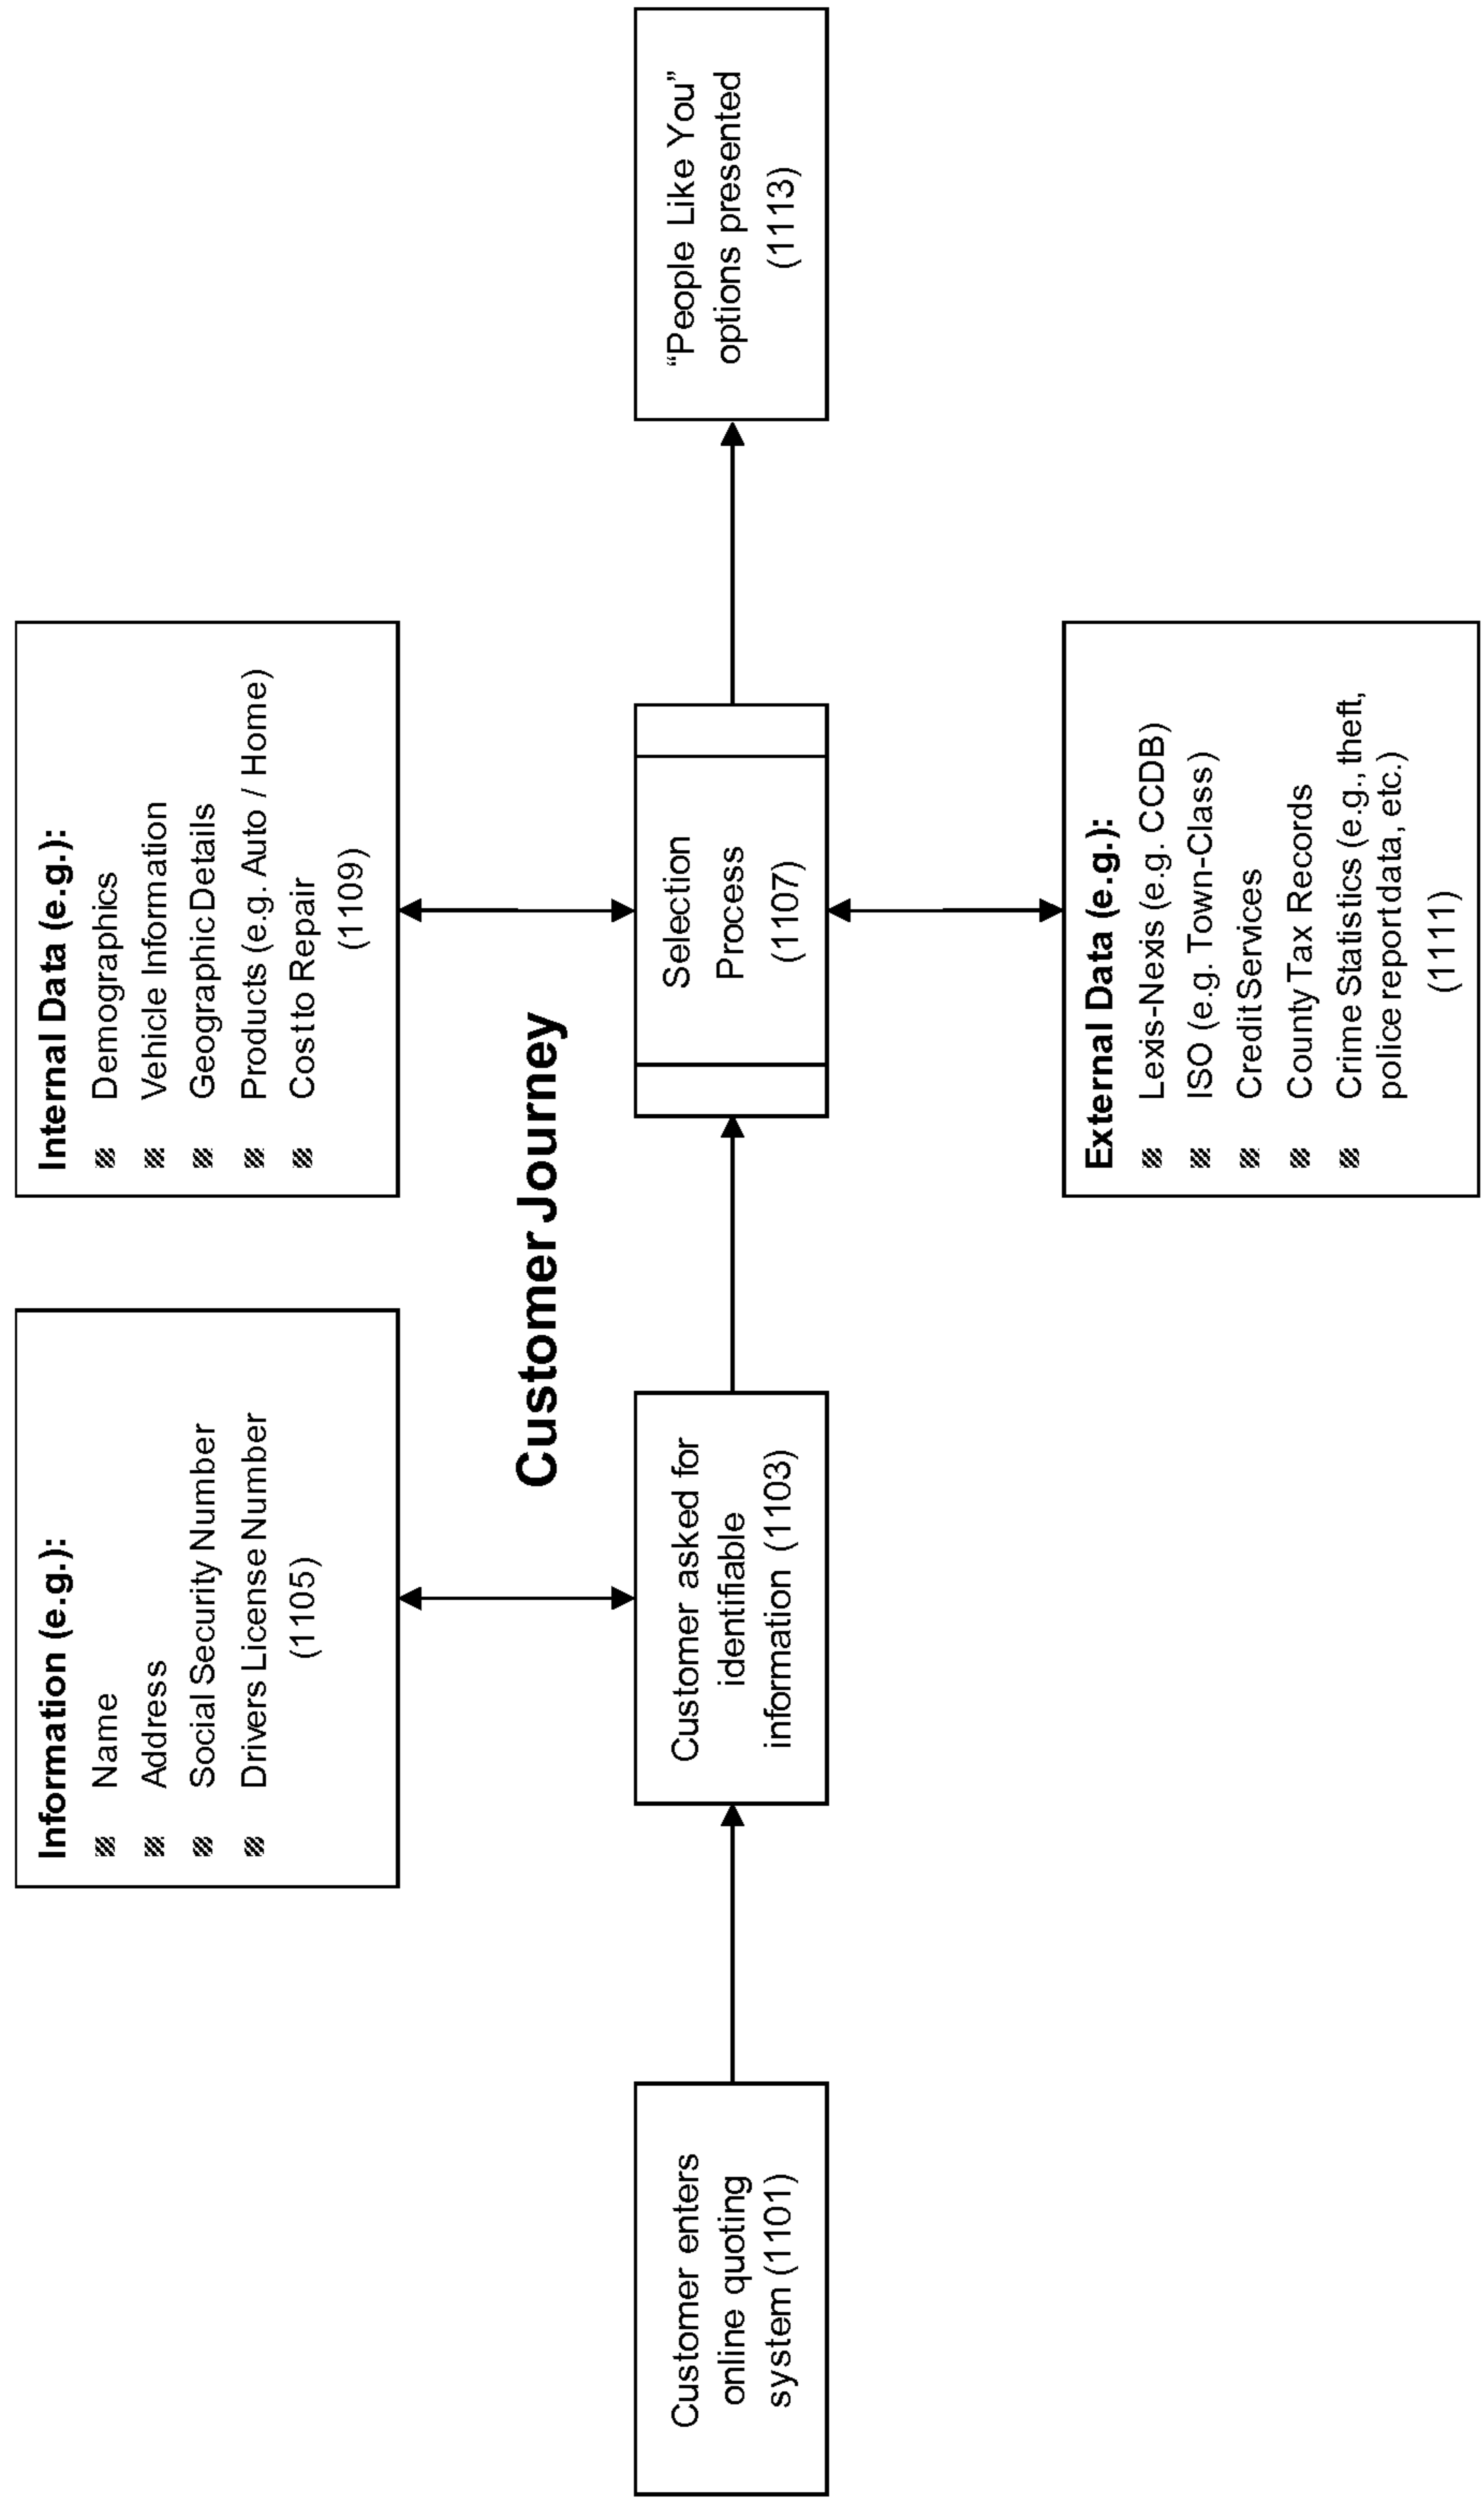 Information (e.g.):
Name
Address
Social Security Number
Drivers License Number
(1105)
Internal Data (e.g.):
Demographics
Vehicle Information
Geographic Details
Products (e.g. Auto / Home)
Cost to Repair
(1109)
Customer Journey
Customer enters
online quoting
system (1101)
Customer asked for
identifiable
information (1103)
Selection
Process
(1107)
“People Like You”
options presented
(1113)
External Data (e.g.):
Lexis-Nexis (e.g. CCDB)
ISO (e.g. Town-Class)
Credit Services
County Tax Records
Crime Statistics (e.g., theft,
police report data, etc.)
(1111)